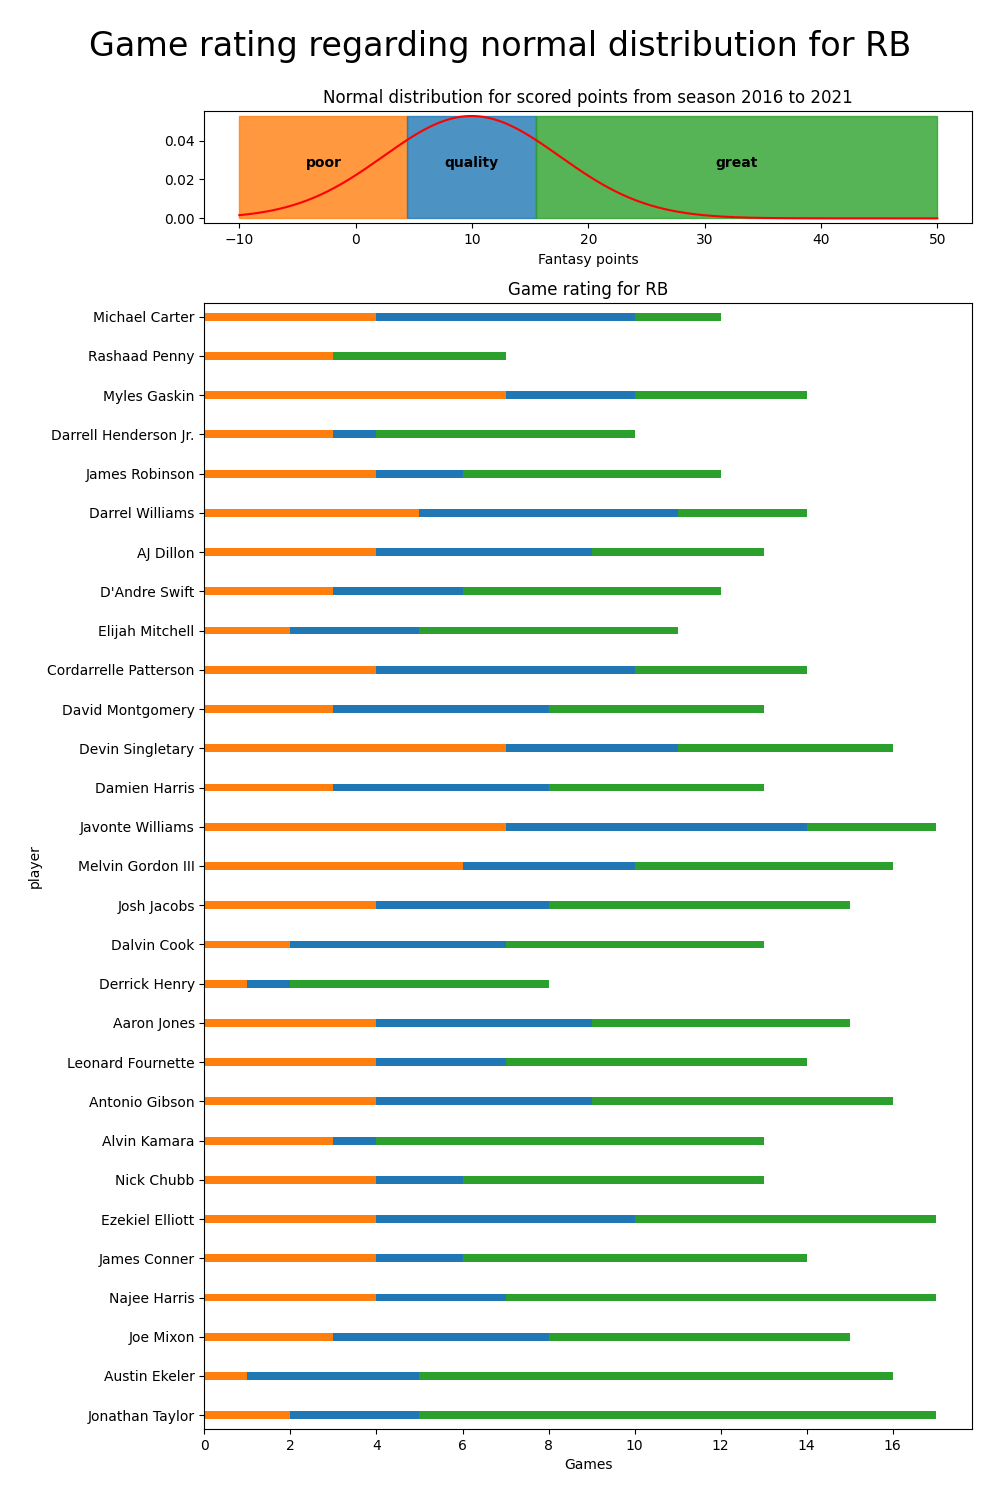 Game rating regarding normal distribution for RB
Normal distribution for scored points from season 2016 to 2021
0.04
0.02
0.00
poor
quality
great
−10 0 10 20 30 40 50
Fantasy points
Game rating for RB
Michael Carter
Rashaad Penny
Myles Gaskin
Darrell Henderson Jr.
James Robinson
Darrel Williams
AJ Dillon
D'Andre Swift
Elijah Mitchell
Cordarrelle Patterson
David Montgomery
Devin Singletary
Damien Harris
Javonte Williams
player
Melvin Gordon III
Josh Jacobs
Dalvin Cook
Derrick Henry
Aaron Jones
Leonard Fournette
Antonio Gibson
Alvin Kamara
Nick Chubb
Ezekiel Elliott
James Conner
Najee Harris
Joe Mixon
Austin Ekeler
Jonathan Taylor
0 2 4 6 8 10 12 14 16
Games